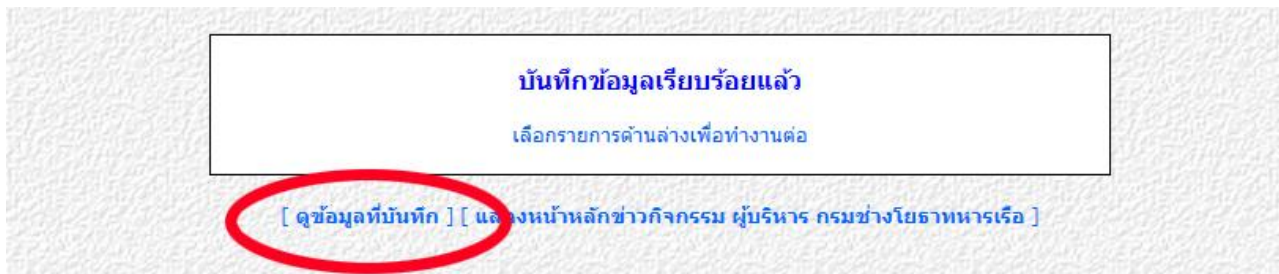 บันทึกข้อมูลเรียบร้อยแล้ว
เลือกรายการด้านล่างเพื่อทำงานต่อ
[ ดูข้อมูลที่บันทึก ] [ แสดงหน้าหลักข่าวกิจกรรม ผู้บริหาร กรมช่างโยธาทหารเรือ ]